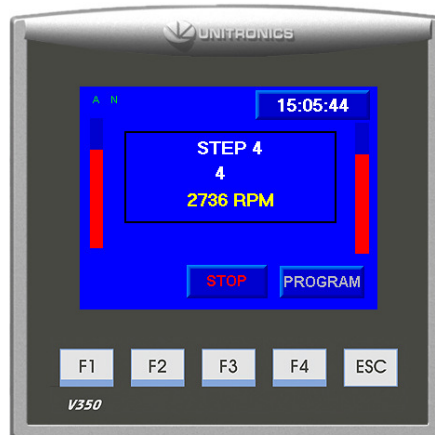 UNITRONICS
A N
15:05:44
STEP 4
4
2736 RPM
STOP PROGRAM
F1 F2 F3 F4 ESC
V350